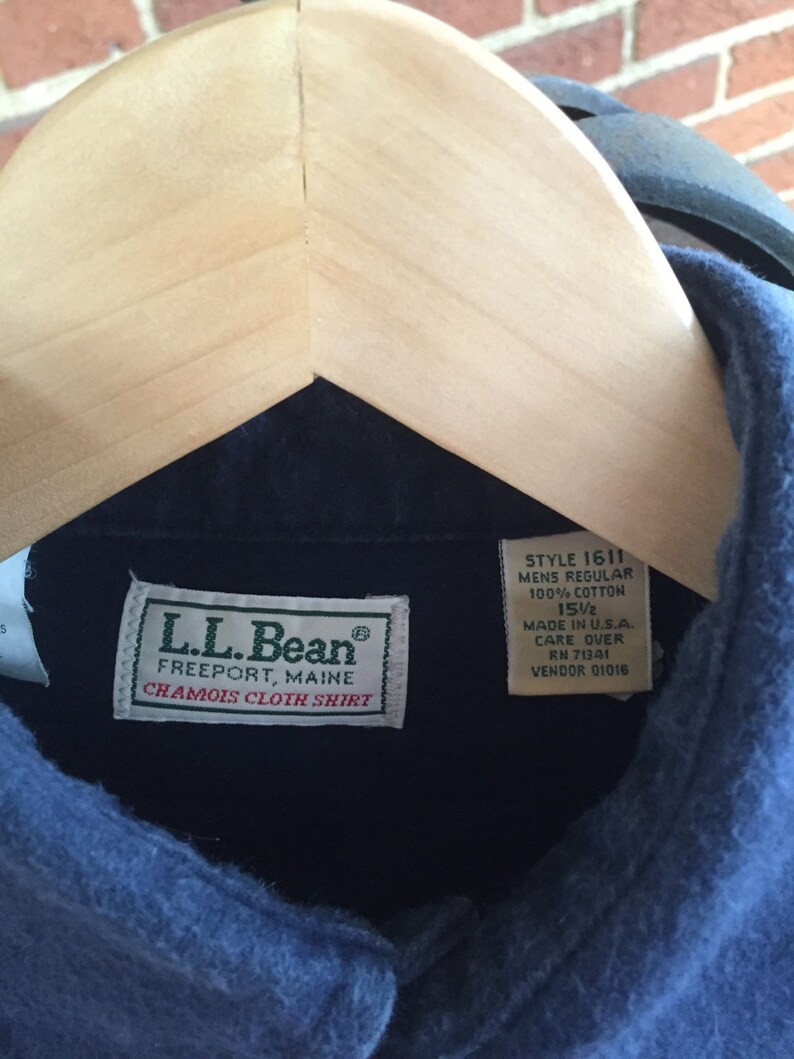 L.L.Bean®
FREEPORT, MAINE
CHAMOIS CLOTH SHIRT
STYLE 1611
MENS REGULAR
100% COTTON
15½
MADE IN U.S.A.
CARE OVER
RN 71341
VENDOR 01016